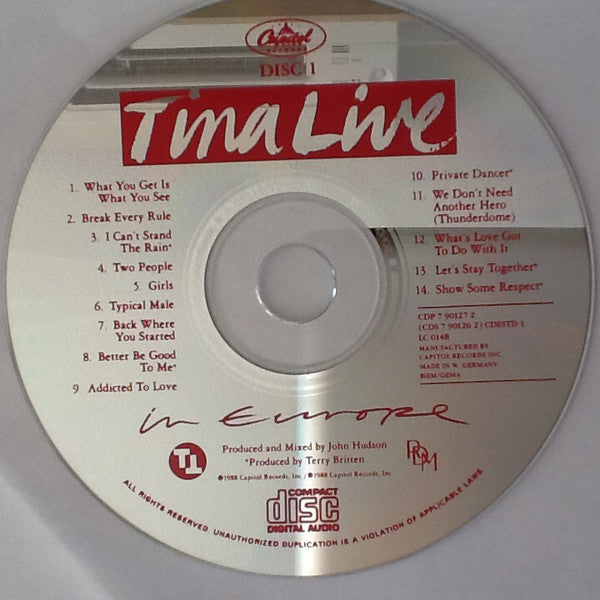 Capitol
RECORDS
DISC 1
Tina Live
1. What You Get Is
What You See
2. Break Every Rule
3. I Can't Stand
The Rain*
4. Two People
5. Girls
6. Typical Male
7. Back Where
You Started
8. Better Be Good
To Me*
9. Addicted To Love
10. Private Dancer*
11. We Don't Need
Another Hero
(Thunderdome)
12. What's Love Got
To Do With It
13. Let's Stay Together*
14. Show Some Respect*
CDP 7 90127 2
(CDS 7 90126 2) CDESTD 1
LC 0148
MANUFACTURED BY
CAPITOL RECORDS INC.
MADE IN W. GERMANY
BIEM/GEMA
in Europe
TT
Produced and Mixed by John Hudson
*Produced by Terry Britten
℗1988 Capitol Records, Inc./©1988 Capitol Records, Inc
PRDM
COMPACT
disc
DIGITAL AUDIO
ALL RIGHTS RESERVED. UNAUTHORIZED DUPLICATION IS A VIOLATION OF APPLICABLE LAWS.